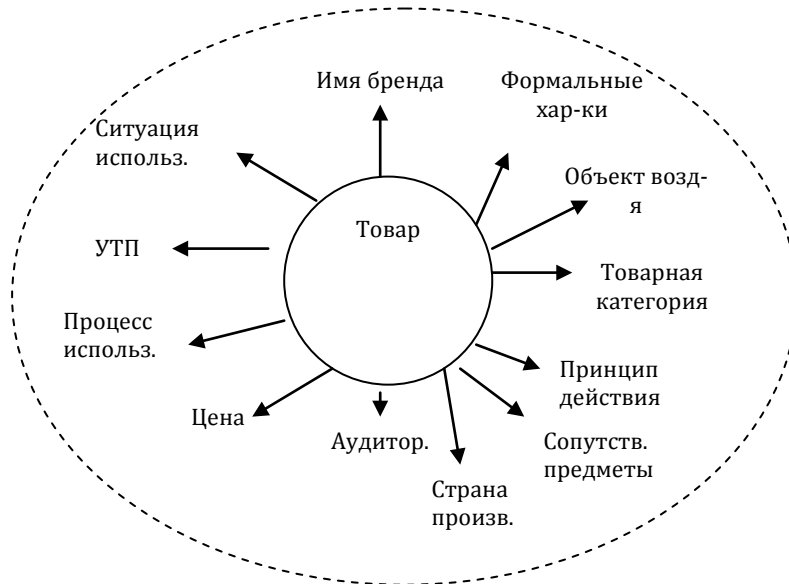 Имя бренда
Формальные
хар-ки
Ситуация
использ.
Объект возд-
я
Товар
УТП
Товарная
категория
Процесс
использ.
Принцип
действия
Цена
Аудитор.
Сопутств.
предметы
Страна
произв.